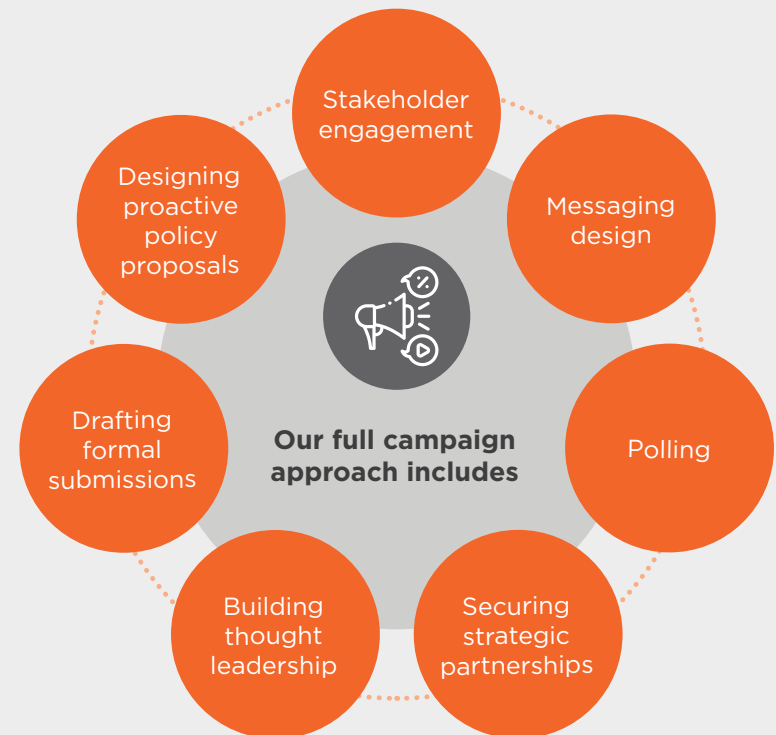 Stakeholder
engagement
Messaging
design
Polling
Securing
strategic
partnerships
Building
thought
leadership
Drafting
formal
submissions
Designing
proactive
policy
proposals
Our full campaign
approach includes